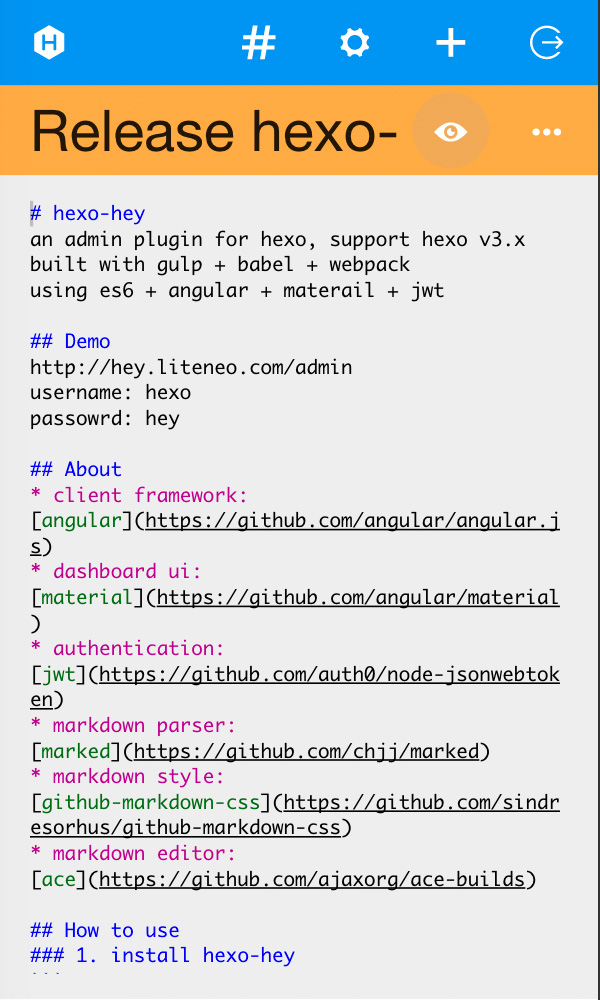 H
Release hexo-
# hexo-hey
an admin plugin for hexo, support hexo v3.x
built with gulp + babel + webpack
using es6 + angular + materail + jwt
## Demo
http://hey.liteneo.com/admin
username: hexo
passowrd: hey
## About
* client framework:
[angular](https://github.com/angular/angular.j
s)
* dashboard ui:
[material](https://github.com/angular/material
)
* authentication:
[jwt](https://github.com/auth0/node-jsonwebtok
en)
* markdown parser:
[marked](https://github.com/chjj/marked)
* markdown style:
[github-markdown-css](https://github.com/sindr
esorhus/github-markdown-css)
* markdown editor:
[ace](https://github.com/ajaxorg/ace-builds)
## How to use
### 1. install hexo-hey
```